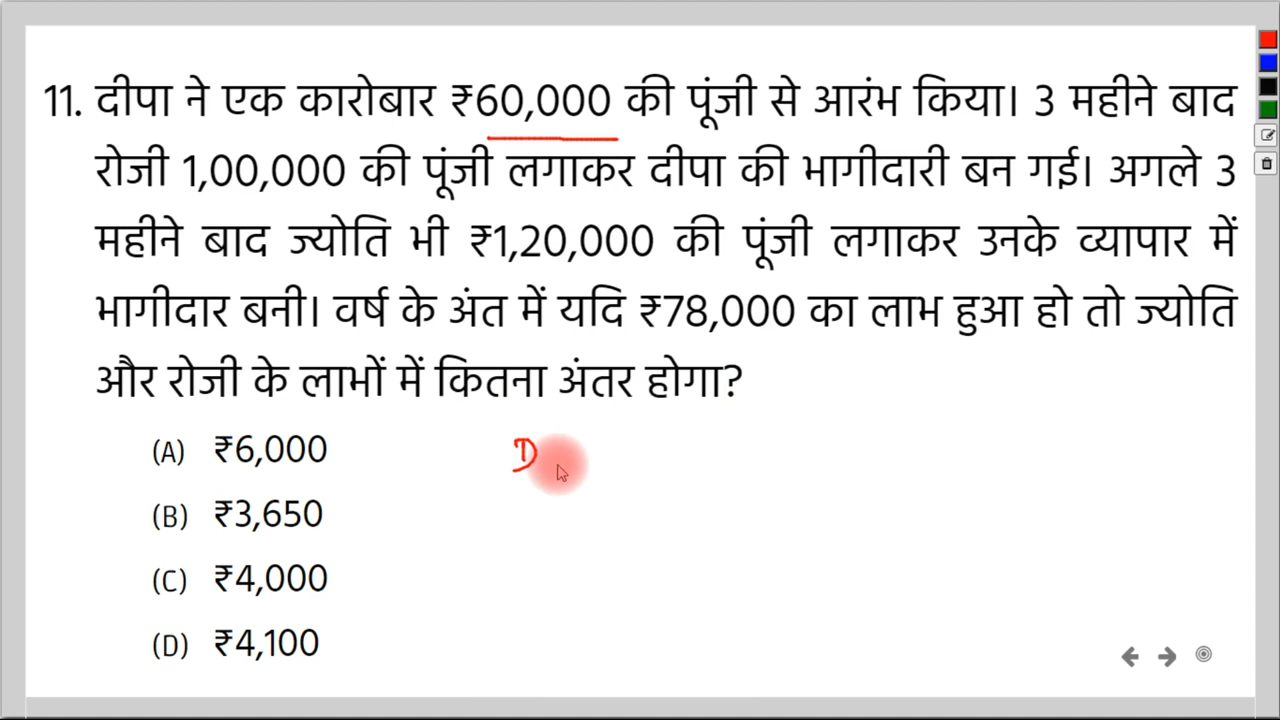 11. दीपा ने एक कारोबार ₹60,000 की पूंजी से आरंभ किया। 3 महीने बाद
रोजी 1,00,000 की पूंजी लगाकर दीपा की भागीदारी बन गई। अगले 3
महीने बाद ज्योति भी ₹1,20,000 की पूंजी लगाकर उनके व्यापार में
भागीदार बनी। वर्ष के अंत में यदि ₹78,000 का लाभ हुआ हो तो ज्योति
और रोजी के लाभों में कितना अंतर होगा?
(A) ₹6,000
D
(B) ₹3,650
(C) ₹4,000
(D) ₹4,100